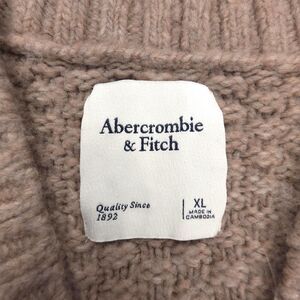 Abercrombie
& Fitch
Quality Since
1892
XL
MADE IN
CAMBODIA